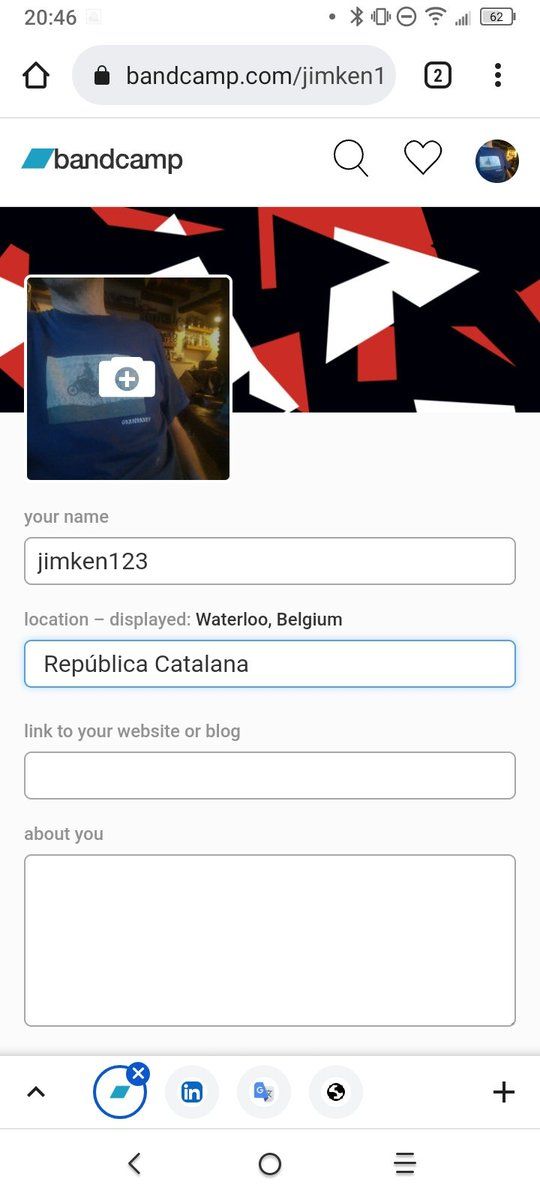 20:46
62
bandcamp.com/jimken1
2
bandcamp
your name
jimken123
location – displayed: Waterloo, Belgium
República Catalana
link to your website or blog
about you
in
G